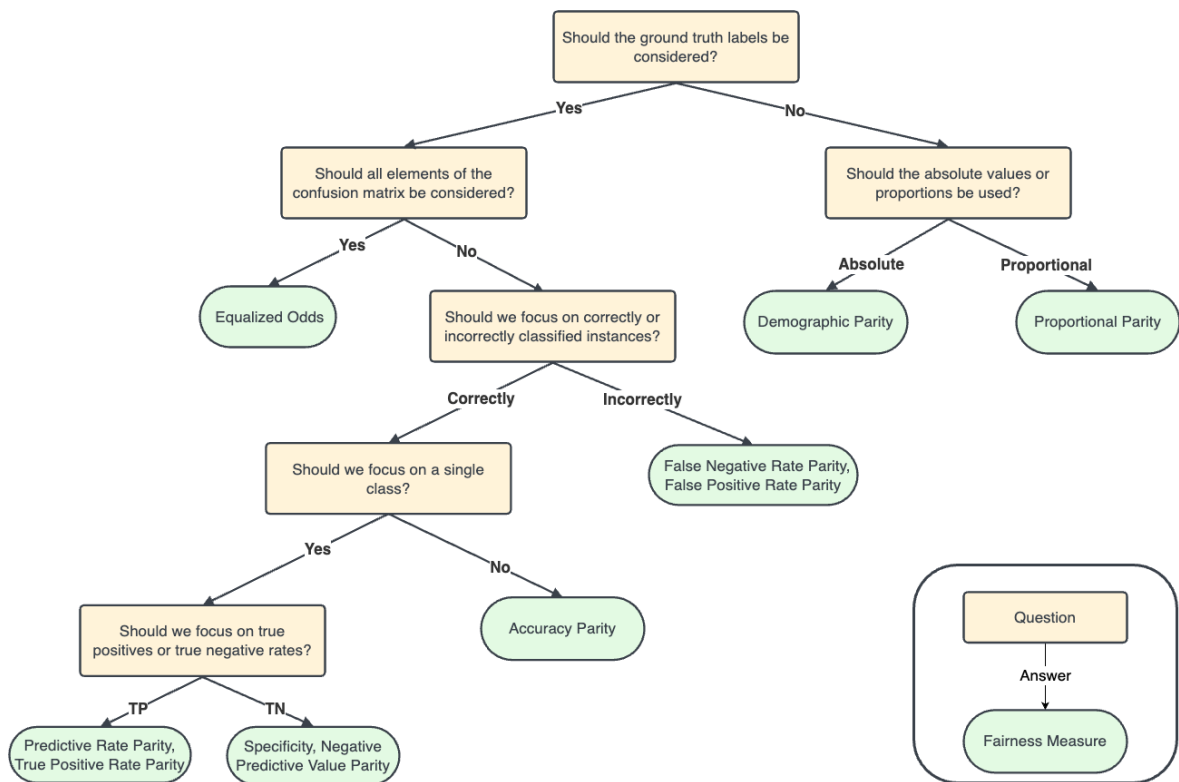 Should the ground truth labels be
considered?
Yes
No
Should all elements of the
confusion matrix be considered?
Should the absolute values or
proportions be used?
Yes
No
Absolute
Proportional
Equalized Odds
Should we focus on correctly or
incorrectly classified instances?
Demographic Parity
Proportional Parity
Correctly
Incorrectly
Should we focus on a single
class?
False Negative Rate Parity,
False Positive Rate Parity
Yes
No
Should we focus on true
positives or true negative rates?
Accuracy Parity
TP
TN
Predictive Rate Parity,
True Positive Rate Parity
Specificity, Negative
Predictive Value Parity
Question
Answer
Fairness Measure